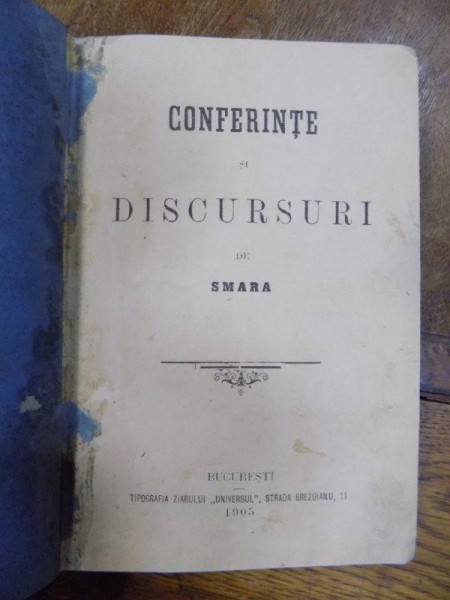 CONFERINȚE
ȘI
DISCURSURI
DE
SMARA
BUCUREȘTI
TIPOGRAFIA ZIARULUI „UNIVERSUL", STRADA BREZOIANU, 11
1905